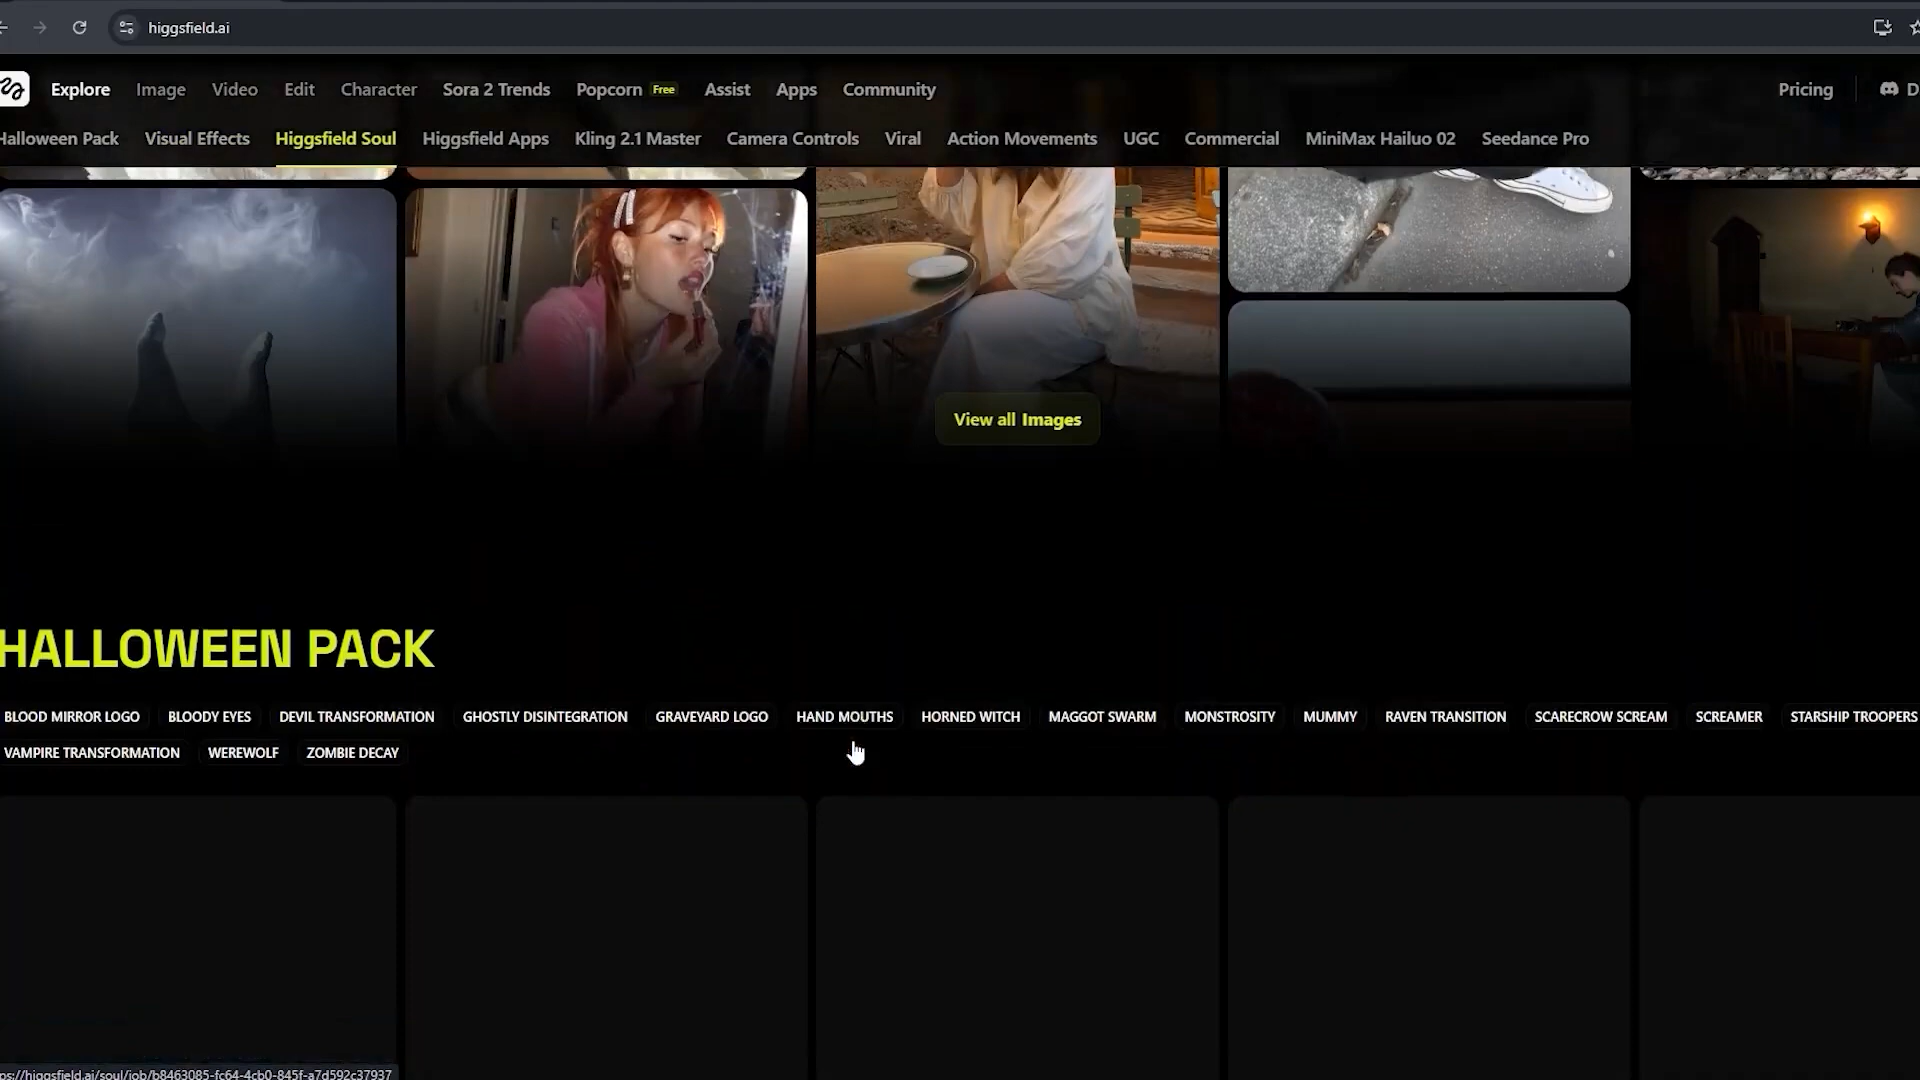 higgsfield.ai
Explore Image Video Edit Character Sora 2 Trends Popcorn Free Assist Apps Community Pricing D
Halloween Pack Visual Effects Higgsfield Soul Higgsfield Apps Kling 2.1 Master Camera Controls Viral Action Movements UGC Commercial MiniMax Hailuo 02 Seedance Pro
View all Images
HALLOWEEN PACK
BLOOD MIRROR LOGO BLOODY EYES DEVIL TRANSFORMATION GHOSTLY DISINTEGRATION GRAVEYARD LOGO HAND MOUTHS HORNED WITCH MAGGOT SWARM MONSTROSITY MUMMY RAVEN TRANSITION SCARECROW SCREAM SCREAMER STARSHIP TROOPERS
VAMPIRE TRANSFORMATION WEREWOLF ZOMBIE DECAY
ps://higgsfield.ai/soul/job/b8463085-fc64-4cb0-845f-a7d592c37937